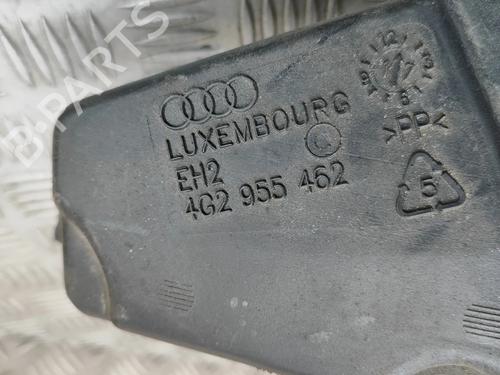 LUXEMBOURG
EH2
4G2 955 462
>PP<
5
B-Parts